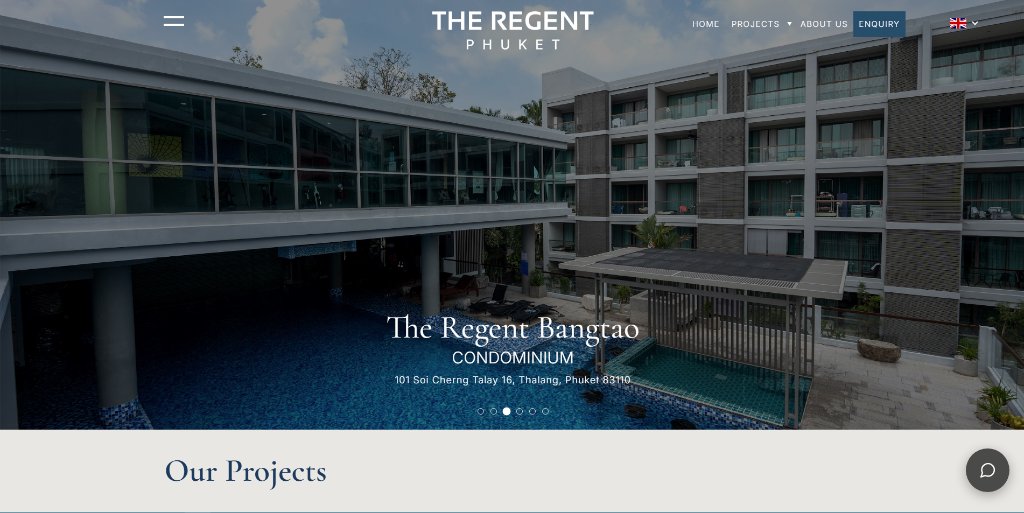 THE REGENT
PHUKET
HOME PROJECTS ABOUT US ENQUIRY
The Regent Bangtao
CONDOMINIUM
101 Soi Cherng Talay 16, Thalang, Phuket 83110
Our Projects